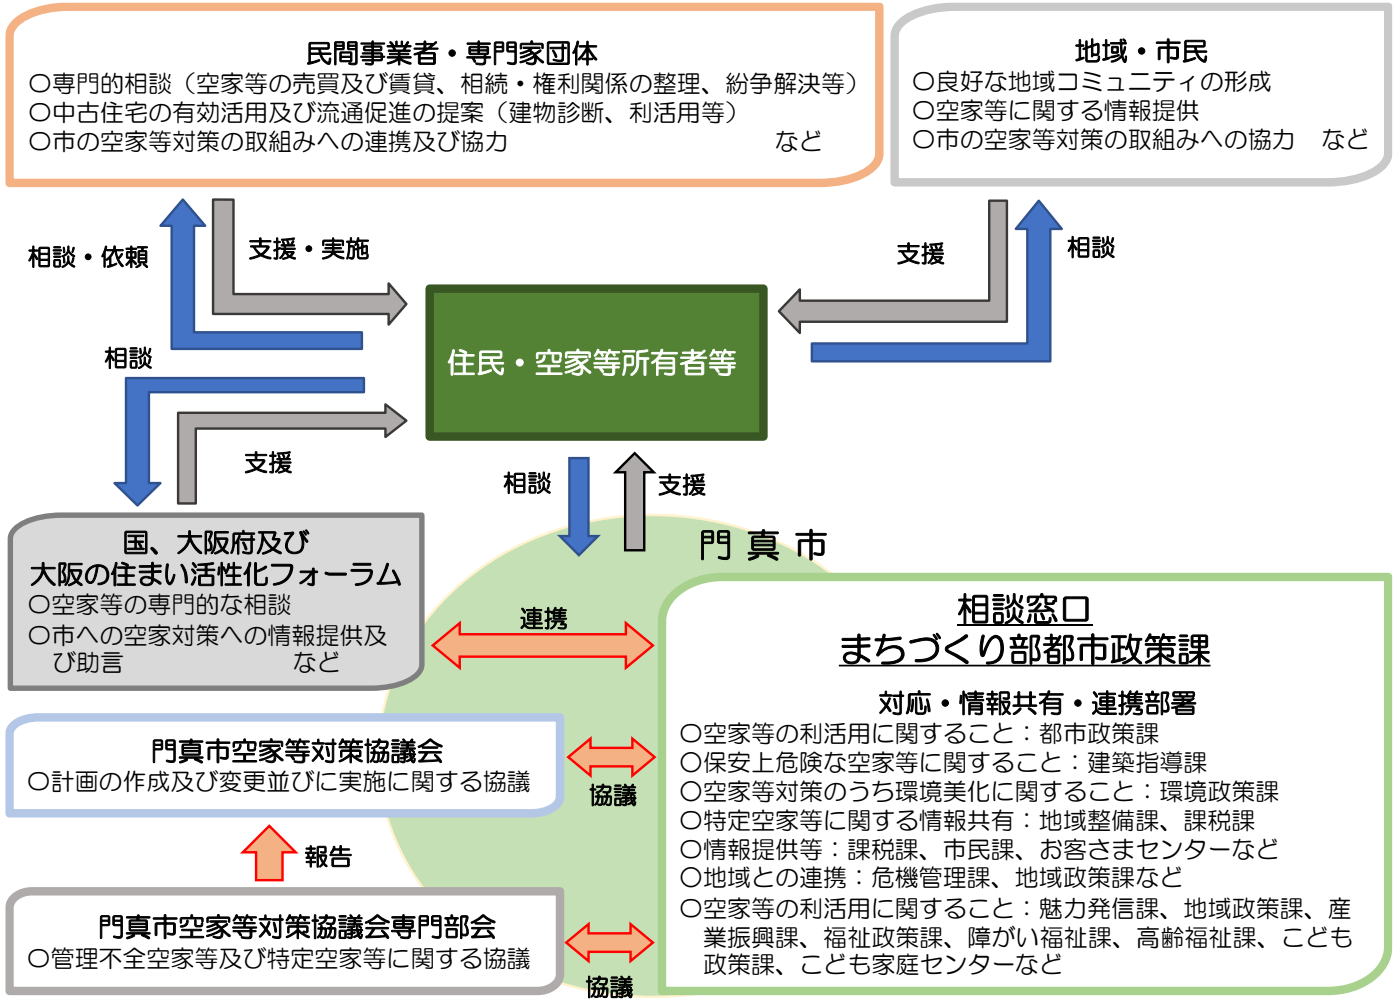 民間事業者・専門家団体
〇専門的相談（空家等の売買及び賃貸、相続・権利関係の整理、紛争解決等）
〇中古住宅の有効活用及び流通促進の提案（建物診断、利活用等）
〇市の空家等対策の取組みへの連携及び協力　など
地域・市民
〇良好な地域コミュニティの形成
〇空家等に関する情報提供
〇市の空家等対策の取組みへの協力　など
相談・依頼
支援・実施
支援
相談
住民・空家等所有者等
相談
支援
相談
支援
国、大阪府及び
大阪の住まい活性化フォーラム
〇空家等の専門的な相談
〇市への空家対策への情報提供及
び助言　など
門真市
連携
相談窓口
まちづくり部都市政策課
対応・情報共有・連携部署
〇空家等の利活用に関すること：都市政策課
〇保安上危険な空家等に関すること：建築指導課
〇空家等対策のうち環境美化に関すること：環境政策課
〇特定空家等に関する情報共有：地域整備課、課税課
〇情報提供等：課税課、市民課、お客さまセンターなど
〇地域との連携：危機管理課、地域政策課など
〇空家等の利活用に関すること：魅力発信課、地域政策課、産
業振興課、福祉政策課、障がい福祉課、高齢福祉課、こども
政策課、こども家庭センターなど
門真市空家等対策協議会
〇計画の作成及び変更並びに実施に関する協議
協議
報告
門真市空家等対策協議会専門部会
〇管理不全空家等及び特定空家等に関する協議
協議